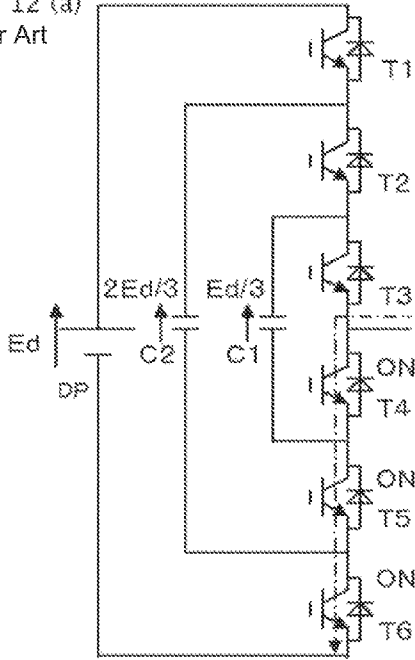 12 (a)
r Art
T1
T2
2Ed/3
Ed/3
T3
Ed
C2
C1
DP
ON
T4
ON
T5
ON
T6